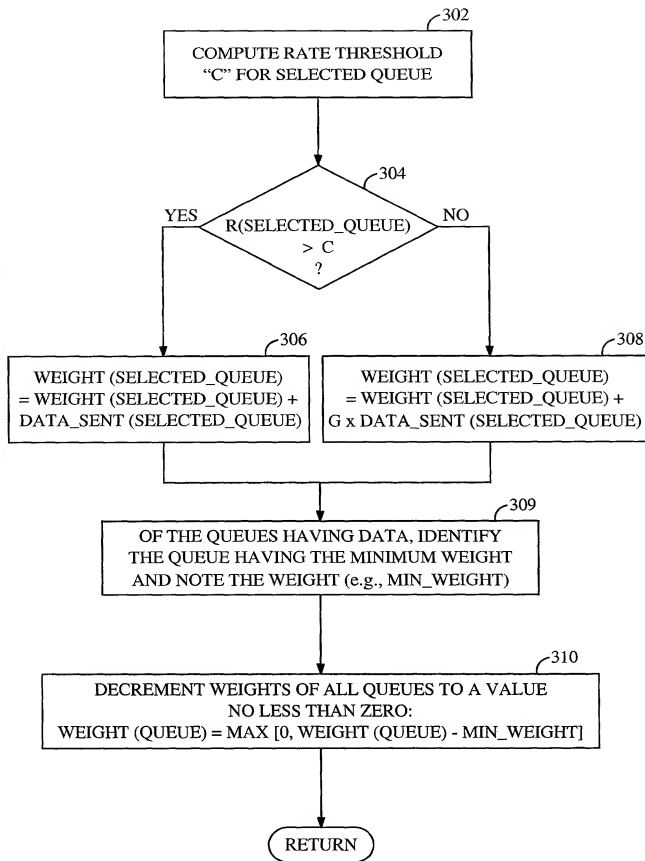 302
COMPUTE RATE THRESHOLD
“C” FOR SELECTED QUEUE
304
YES
R(SELECTED_QUEUE)
> C
?
NO
306
WEIGHT (SELECTED_QUEUE)
= WEIGHT (SELECTED_QUEUE) +
DATA_SENT (SELECTED_QUEUE)
308
WEIGHT (SELECTED_QUEUE)
= WEIGHT (SELECTED_QUEUE) +
G x DATA_SENT (SELECTED_QUEUE)
309
OF THE QUEUES HAVING DATA, IDENTIFY
THE QUEUE HAVING THE MINIMUM WEIGHT
AND NOTE THE WEIGHT (e.g., MIN_WEIGHT)
310
DECREMENT WEIGHTS OF ALL QUEUES TO A VALUE
NO LESS THAN ZERO:
WEIGHT (QUEUE) = MAX [0, WEIGHT (QUEUE) - MIN_WEIGHT]
RETURN